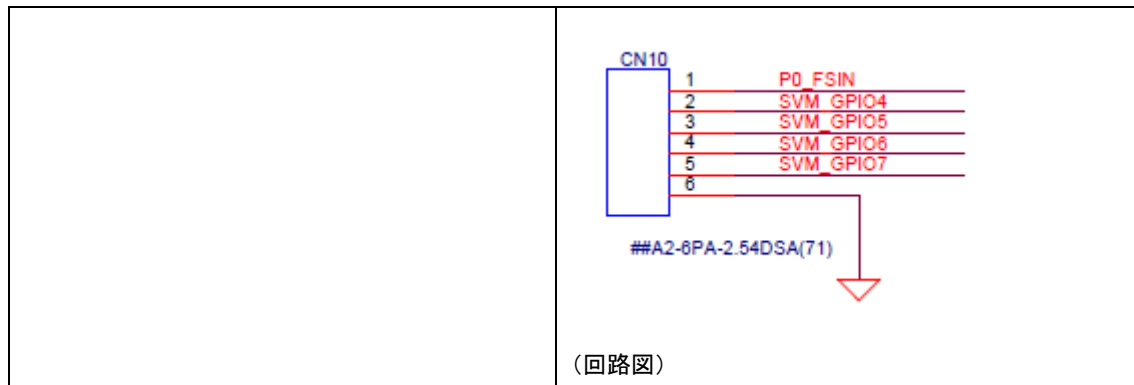 CN10
1 P0_FSIN
2 SVM_GPIO4
3 SVM_GPIO5
4 SVM_GPIO6
5 SVM_GPIO7
6
##A2-6PA-2.54DSA(71)
（回路図）